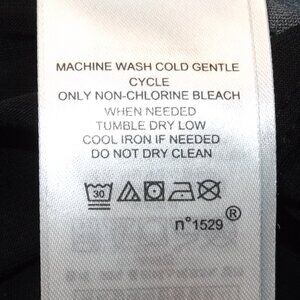 MACHINE WASH COLD GENTLE
CYCLE
ONLY NON-CHLORINE BLEACH
WHEN NEEDED
TUMBLE DRY LOW
COOL IRON IF NEEDED
DO NOT DRY CLEAN
30
n°1529®